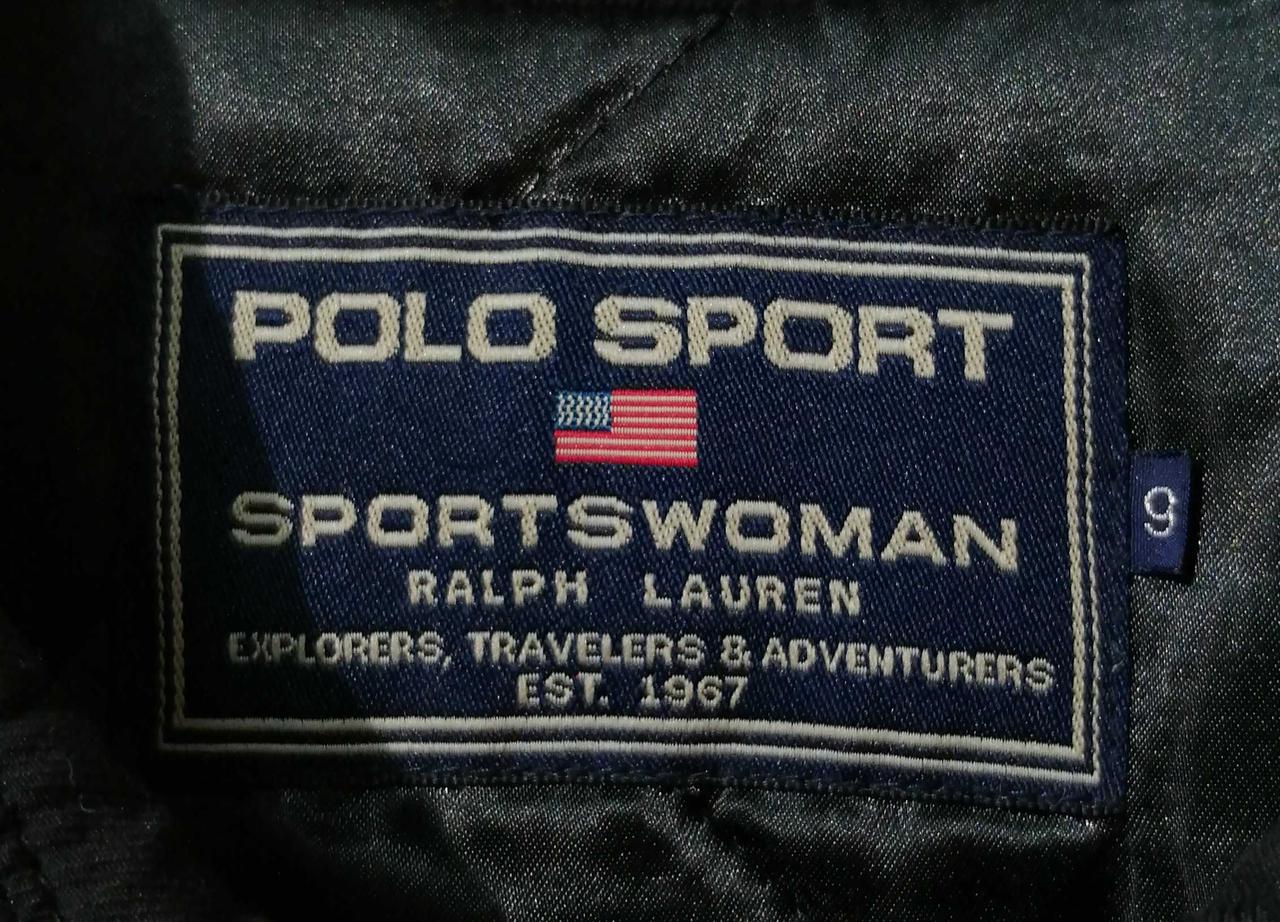 POLO SPORT
SPORTSWOMAN
RALPH LAUREN
EXPLORERS, TRAVELERS & ADVENTURERS
EST. 1967
9